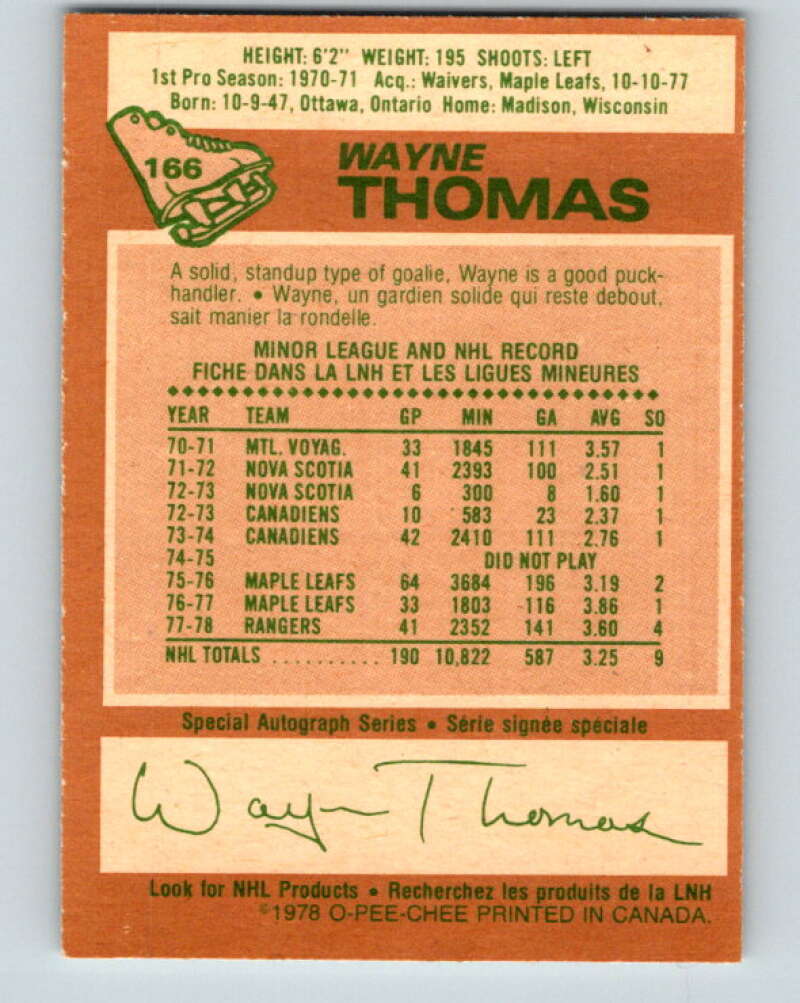 HEIGHT: 6'2" WEIGHT: 195 SHOOTS: LEFT
1st Pro Season: 1970-71 Acq.: Waivers, Maple Leafs, 10-10-77
Born: 10-9-47, Ottawa, Ontario Home: Madison, Wisconsin
166
WAYNE
THOMAS
A solid, standup type of goalie, Wayne is a good puck-
handler. • Wayne, un gardien solide qui reste debout,
sait manier la rondelle.
MINOR LEAGUE AND NHL RECORD
FICHE DANS LA LNH ET LES LIGUES MINEURES
YEAR TEAM GP MIN GA AVG SO
70-71 MTL. VOYAG. 33 1845 111 3.57 1
71-72 NOVA SCOTIA 41 2393 100 2.51 1
72-73 NOVA SCOTIA 6 300 8 1.60 1
72-73 CANADIENS 10 583 23 2.37 1
73-74 CANADIENS 42 2410 111 2.76 1
74-75 DID NOT PLAY
75-76 MAPLE LEAFS 64 3684 196 3.19 2
76-77 MAPLE LEAFS 33 1803 116 3.86 1
77-78 RANGERS 41 2352 141 3.60 4
NHL TOTALS .......... 190 10,822 587 3.25 9
Special Autograph Series • Série signée spéciale
Wayne Thomas
Look for NHL Products • Recherchez les produits de la LNH
©1978 O-PEE-CHEE PRINTED IN CANADA.